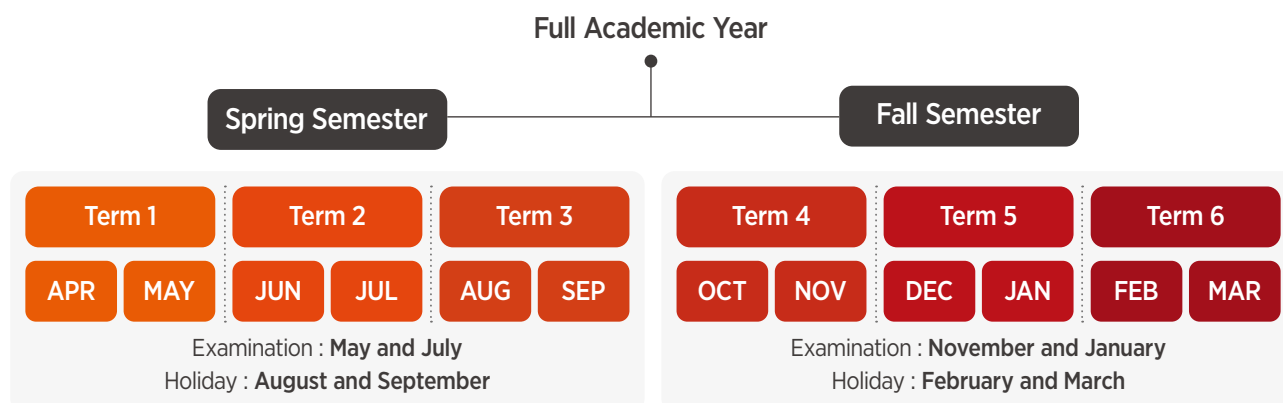 Full Academic Year
Spring Semester
Fall Semester
Term 1
Term 2
Term 3
APR
MAY
JUN
JUL
AUG
SEP
Examination : May and July
Holiday : August and September
Term 4
Term 5
Term 6
OCT
NOV
DEC
JAN
FEB
MAR
Examination : November and January
Holiday : February and March